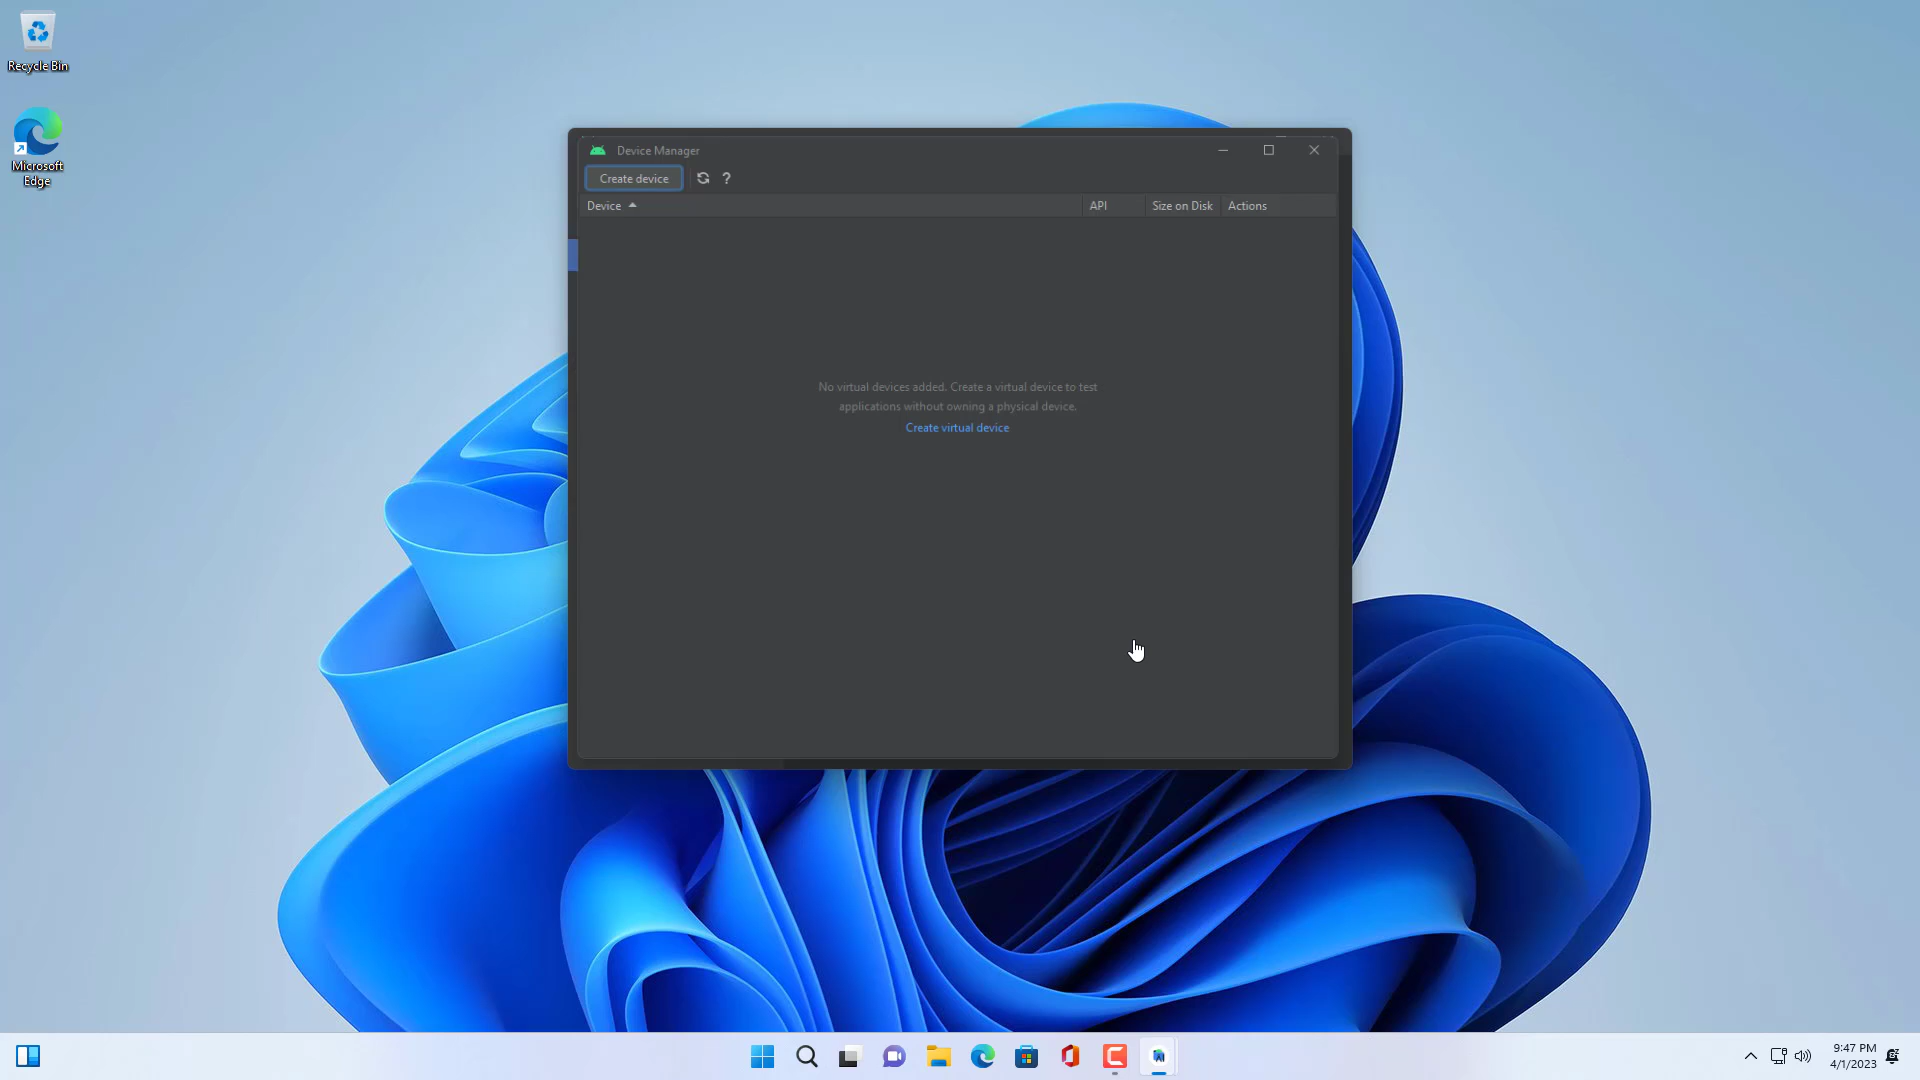 Recycle Bin
Microsoft
Edge
Device Manager
Create device ?
Device API Size on Disk Actions
No virtual devices added. Create a virtual device to test
applications without owning a physical device.
Create virtual device
9:47 PM
4/1/2023